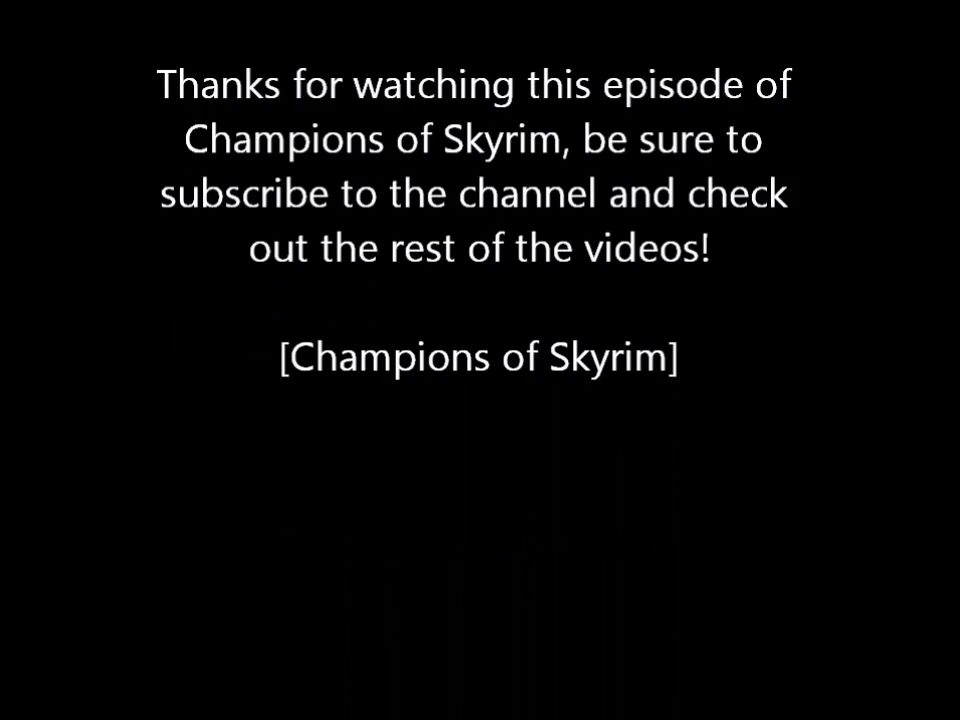 Thanks for watching this episode of
Champions of Skyrim, be sure to
subscribe to the channel and check
out the rest of the videos!
[Champions of Skyrim]